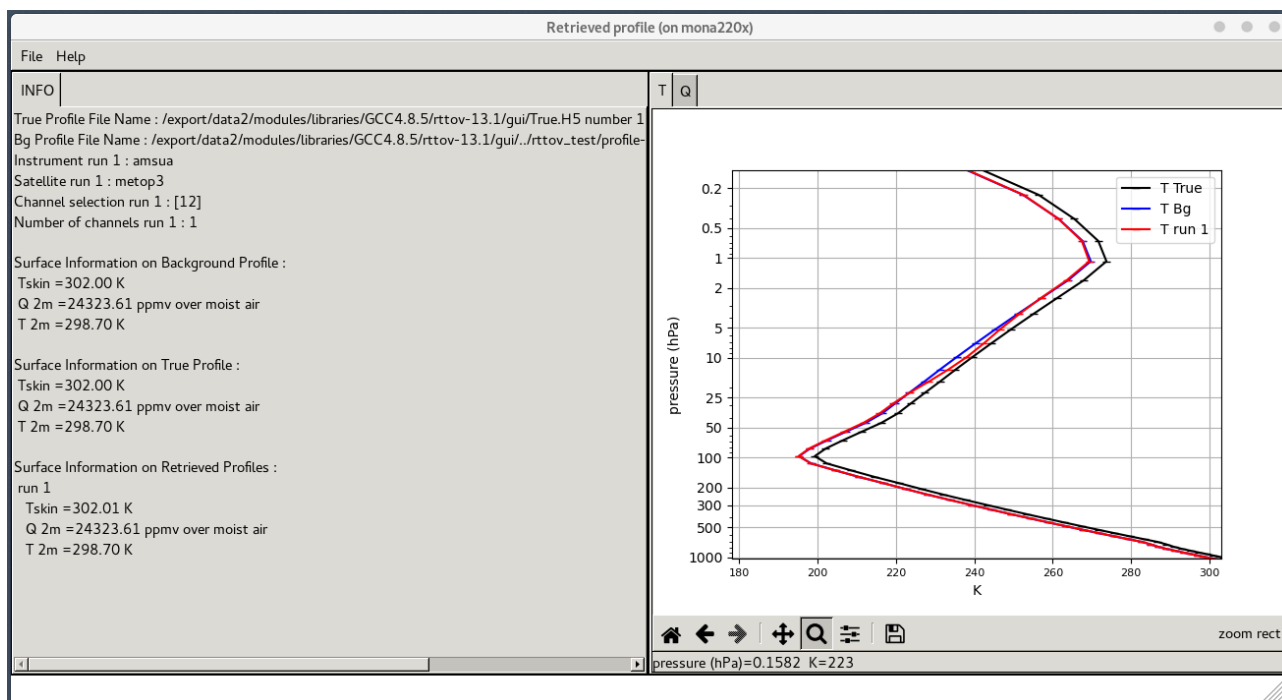 Retrieved profile (on mona220x)
File Help
INFO
True Profile File Name : /export/data2/modules/libraries/GCC4.8.5/rttov-13.1/gui/True.H5 number 1
Bg Profile File Name : /export/data2/modules/libraries/GCC4.8.5/rttov-13.1/gui/../rttov_test/profile-
Instrument run 1 : amsua
Satellite run 1 : metop3
Channel selection run 1 : [12]
Number of channels run 1 : 1
Surface Information on Background Profile :
Tskin =302.00 K
Q 2m =24323.61 ppmv over moist air
T 2m =298.70 K
Surface Information on True Profile :
Tskin =302.00 K
Q 2m =24323.61 ppmv over moist air
T 2m =298.70 K
Surface Information on Retrieved Profiles :
run 1
Tskin =302.01 K
Q 2m =24323.61 ppmv over moist air
T 2m =298.70 K
T Q
T True
T Bg
T run 1
pressure (hPa)
0.2
0.5
1
2
5
10
25
50
100
200
300
500
1000
180 200 220 240 260 280 300
K
zoom rect
pressure (hPa)=0.1582 K=223